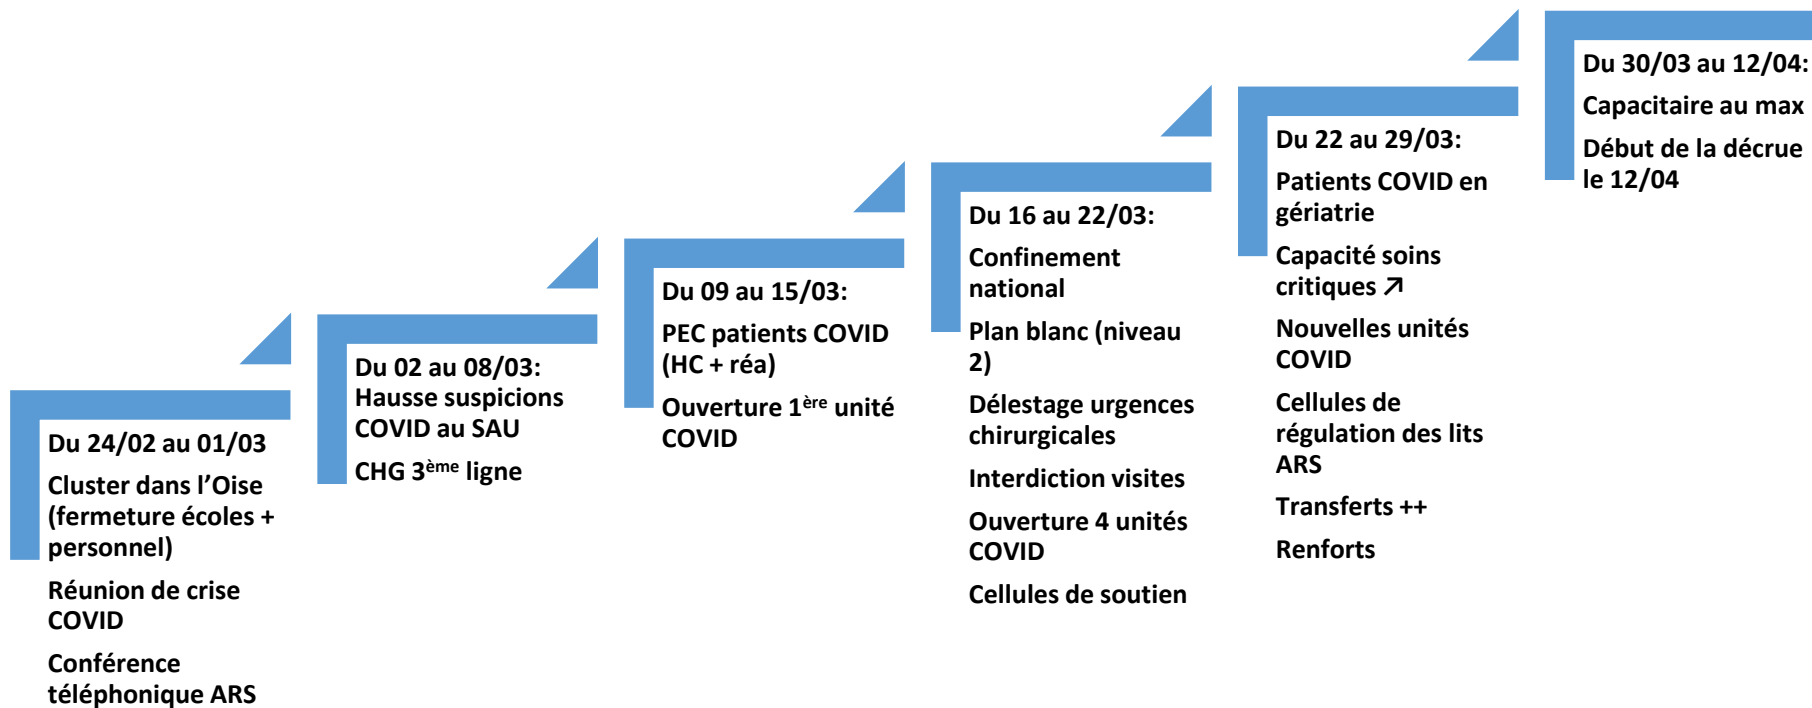 Du 24/02 au 01/03
Cluster dans l’Oise
(fermeture écoles +
personnel)
Réunion de crise
COVID
Conférence
téléphonique ARS
Du 02 au 08/03:
Hausse suspicions
COVID au SAU
CHG 3ème ligne
Du 09 au 15/03:
PEC patients COVID
(HC + réa)
Ouverture 1ère unité
COVID
Du 16 au 22/03:
Confinement
national
Plan blanc (niveau
2)
Délestage urgences
chirurgicales
Interdiction visites
Ouverture 4 unités
COVID
Cellules de soutien
Du 22 au 29/03:
Patients COVID en
gériatrie
Capacité soins
critiques ↗
Nouvelles unités
COVID
Cellules de
régulation des lits
ARS
Transferts ++
Renforts
Du 30/03 au 12/04:
Capacitaire au max
Début de la décrue
le 12/04